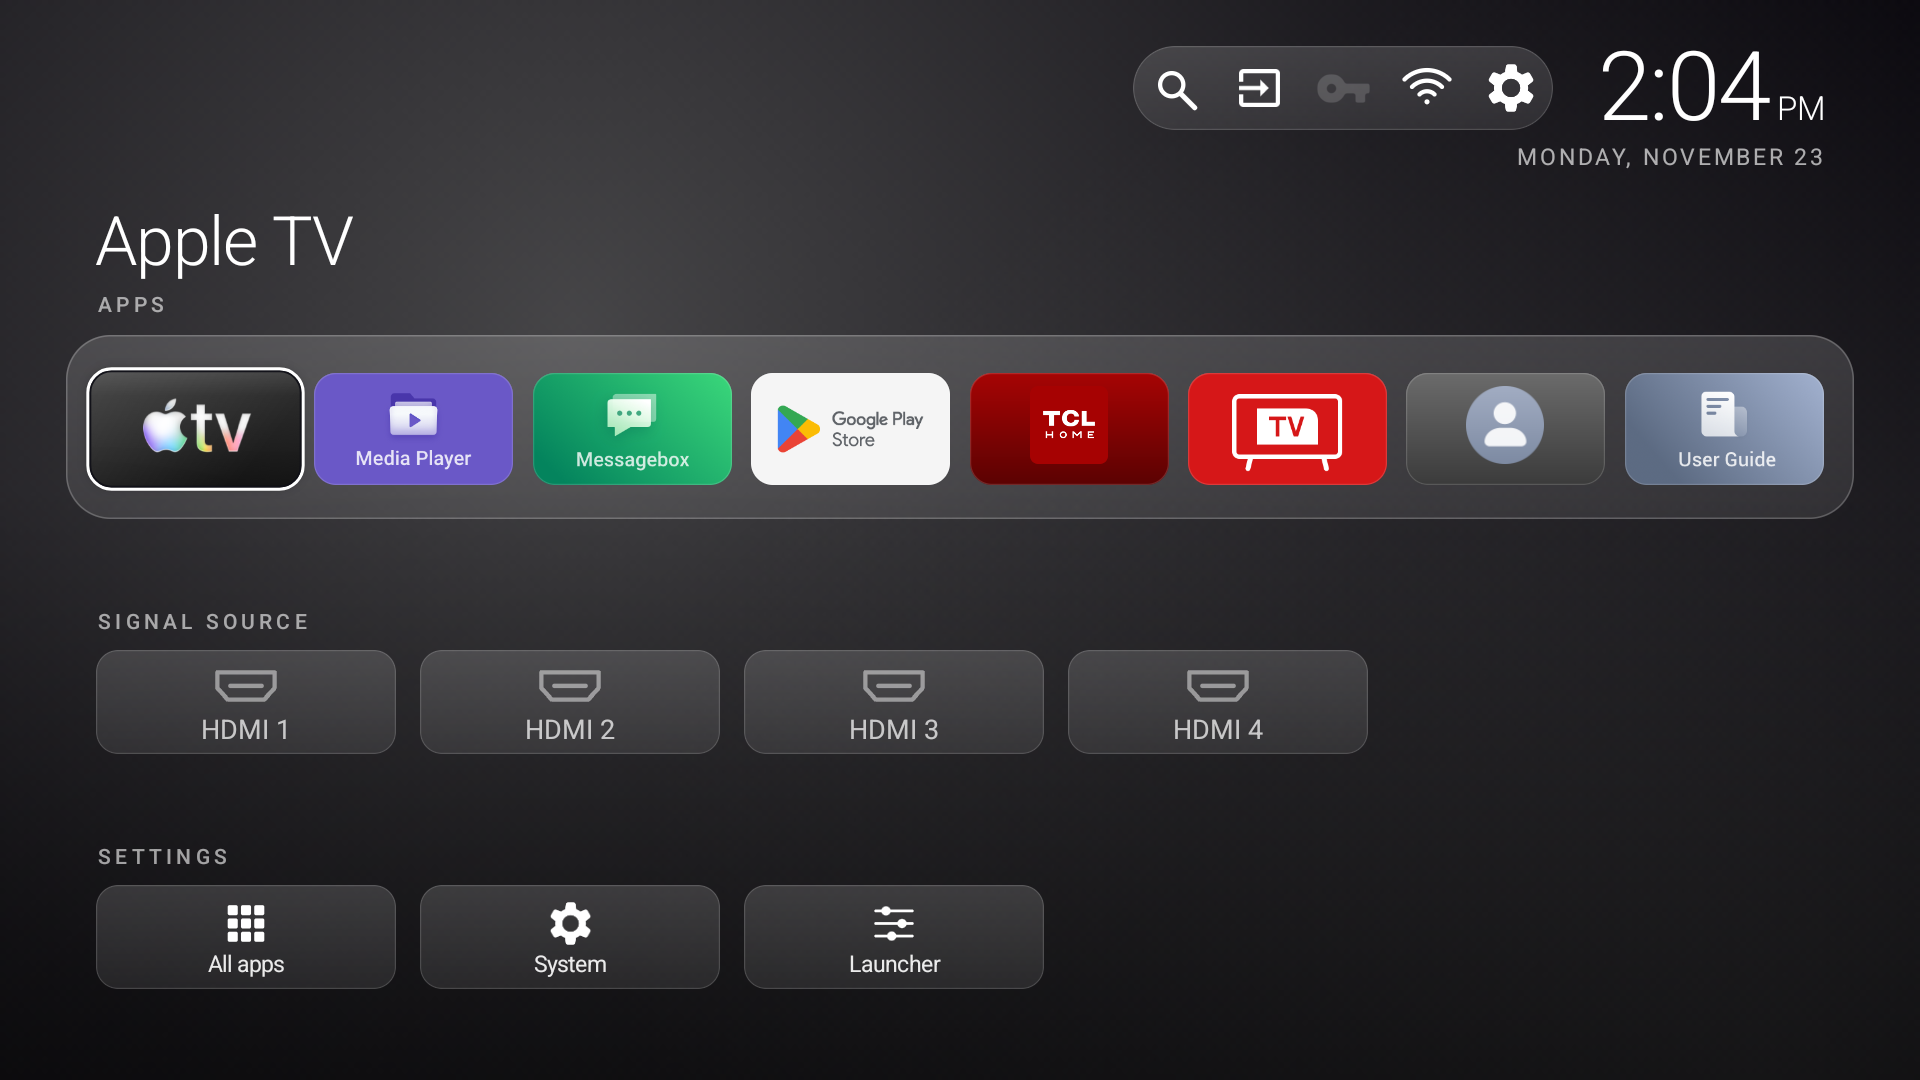 2:04 PM
MONDAY, NOVEMBER 23
Apple TV
APPS
tv
Media Player
Messagebox
Google Play
Store
TCL
HOME
TV
User Guide
SIGNAL SOURCE
HDMI 1
HDMI 2
HDMI 3
HDMI 4
SETTINGS
All apps
System
Launcher